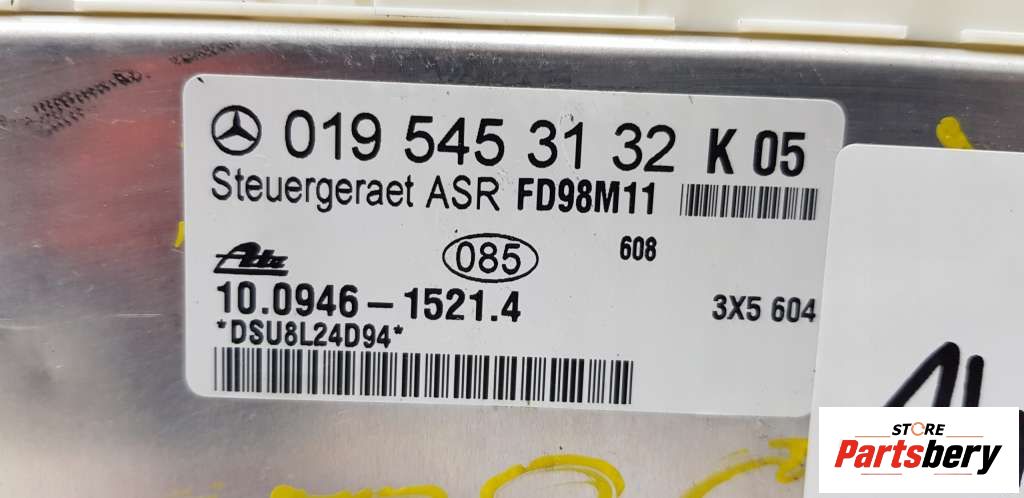 019 545 31 32 K 05
Steuergeraet ASR FD98M11
Ate 085 608
10.0946-1521.4 3X5 604
*DSU8L24D94*
STORE
Partsbery